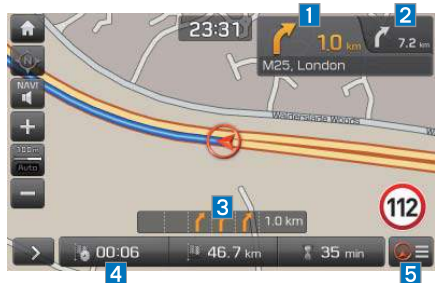 1
2
23:31
1.0 km
7.2 km
M25, London
N
NAVI
Walderslade Woods
100m
Auto
3
1.0 km
112
00:06
46.7 km
35 min
4
5